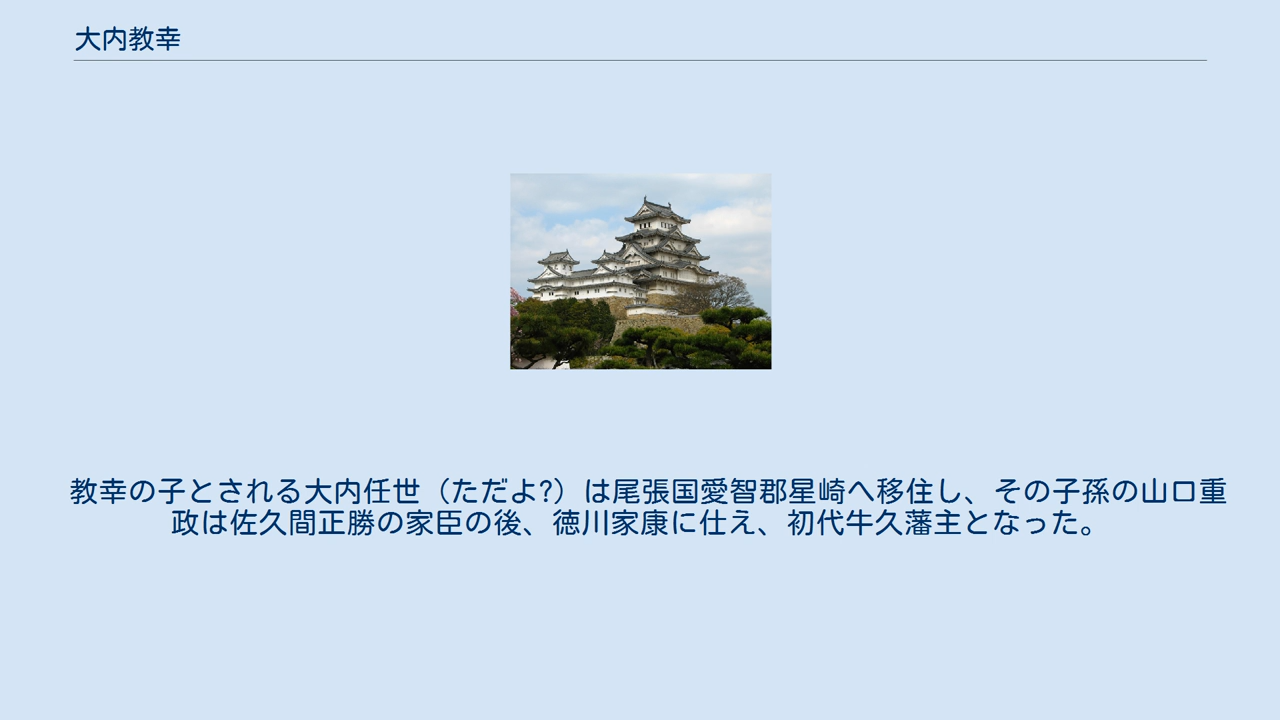 大内教幸
教幸の子とされる大内任世（ただよ?）は尾張国愛智郡星崎へ移住し、その子孫の山口重
政は佐久間正勝の家臣の後、徳川家康に仕え、初代牛久藩主となった。